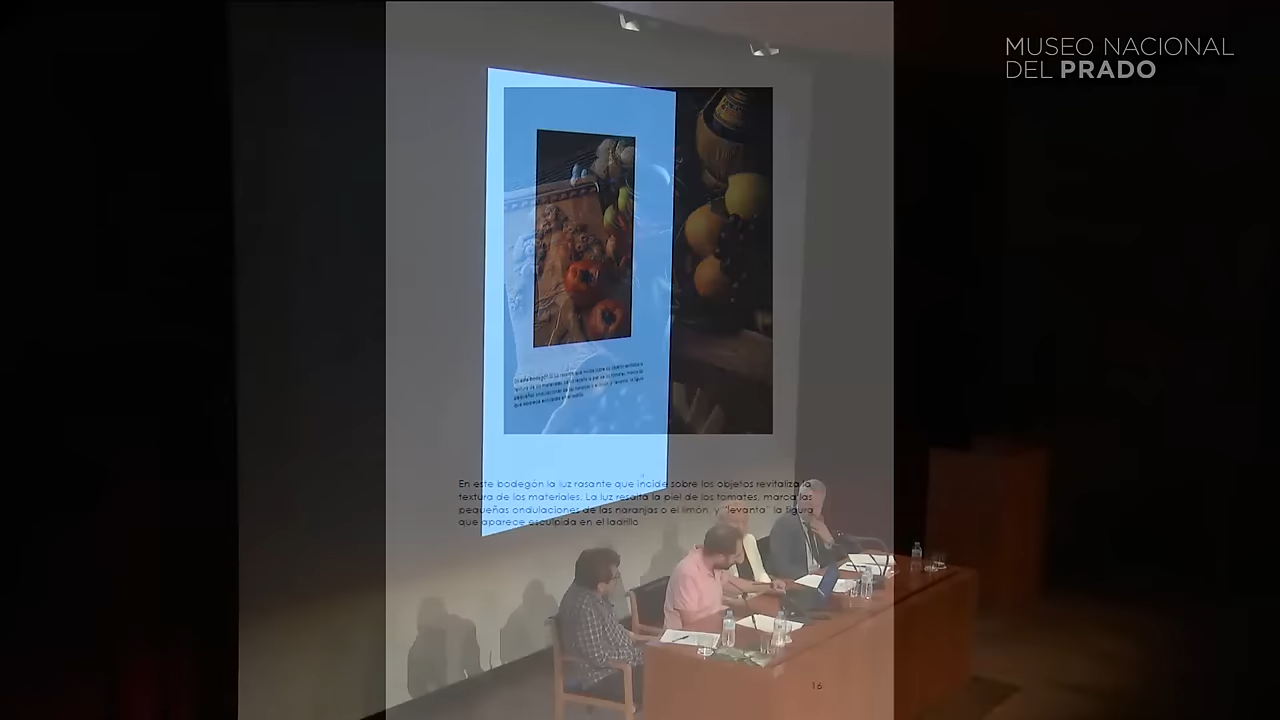 MUSEO NACIONAL
DEL PRADO
En este bodegón la luz rasante que incide sobre los objetos revitaliza la
textura de los materiales. La luz resalta la piel de los tomates, marca las
pequeñas ondulaciones de las naranjas o el limón, y "levanta" la figura
que aparece esculpida en el ladrillo
16